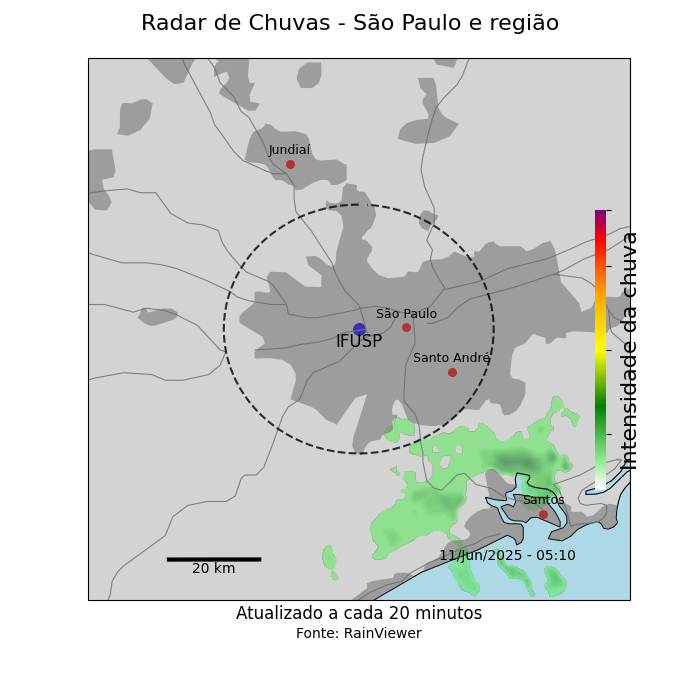 Radar de Chuvas - São Paulo e região
Jundiaí
São Paulo
IFUSP
Santo André
Intensidade da chuva
Santos
11/Jun/2025 - 05:10
20 km
Atualizado a cada 20 minutos
Fonte: RainViewer